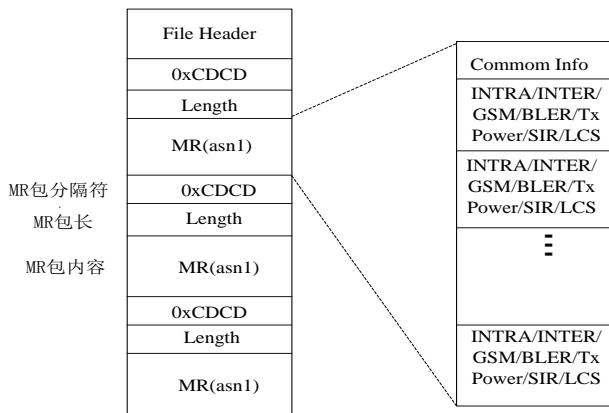 File Header
0xCDCD
Length
MR(asn1)
MR包分隔符
0xCDCD
MR包长
Length
MR包内容
MR(asn1)
0xCDCD
Length
MR(asn1)
Commom Info
INTRA/INTER/
GSM/BLER/Tx
Power/SIR/LCS
INTRA/INTER/
GSM/BLER/Tx
Power/SIR/LCS
INTRA/INTER/
GSM/BLER/Tx
Power/SIR/LCS